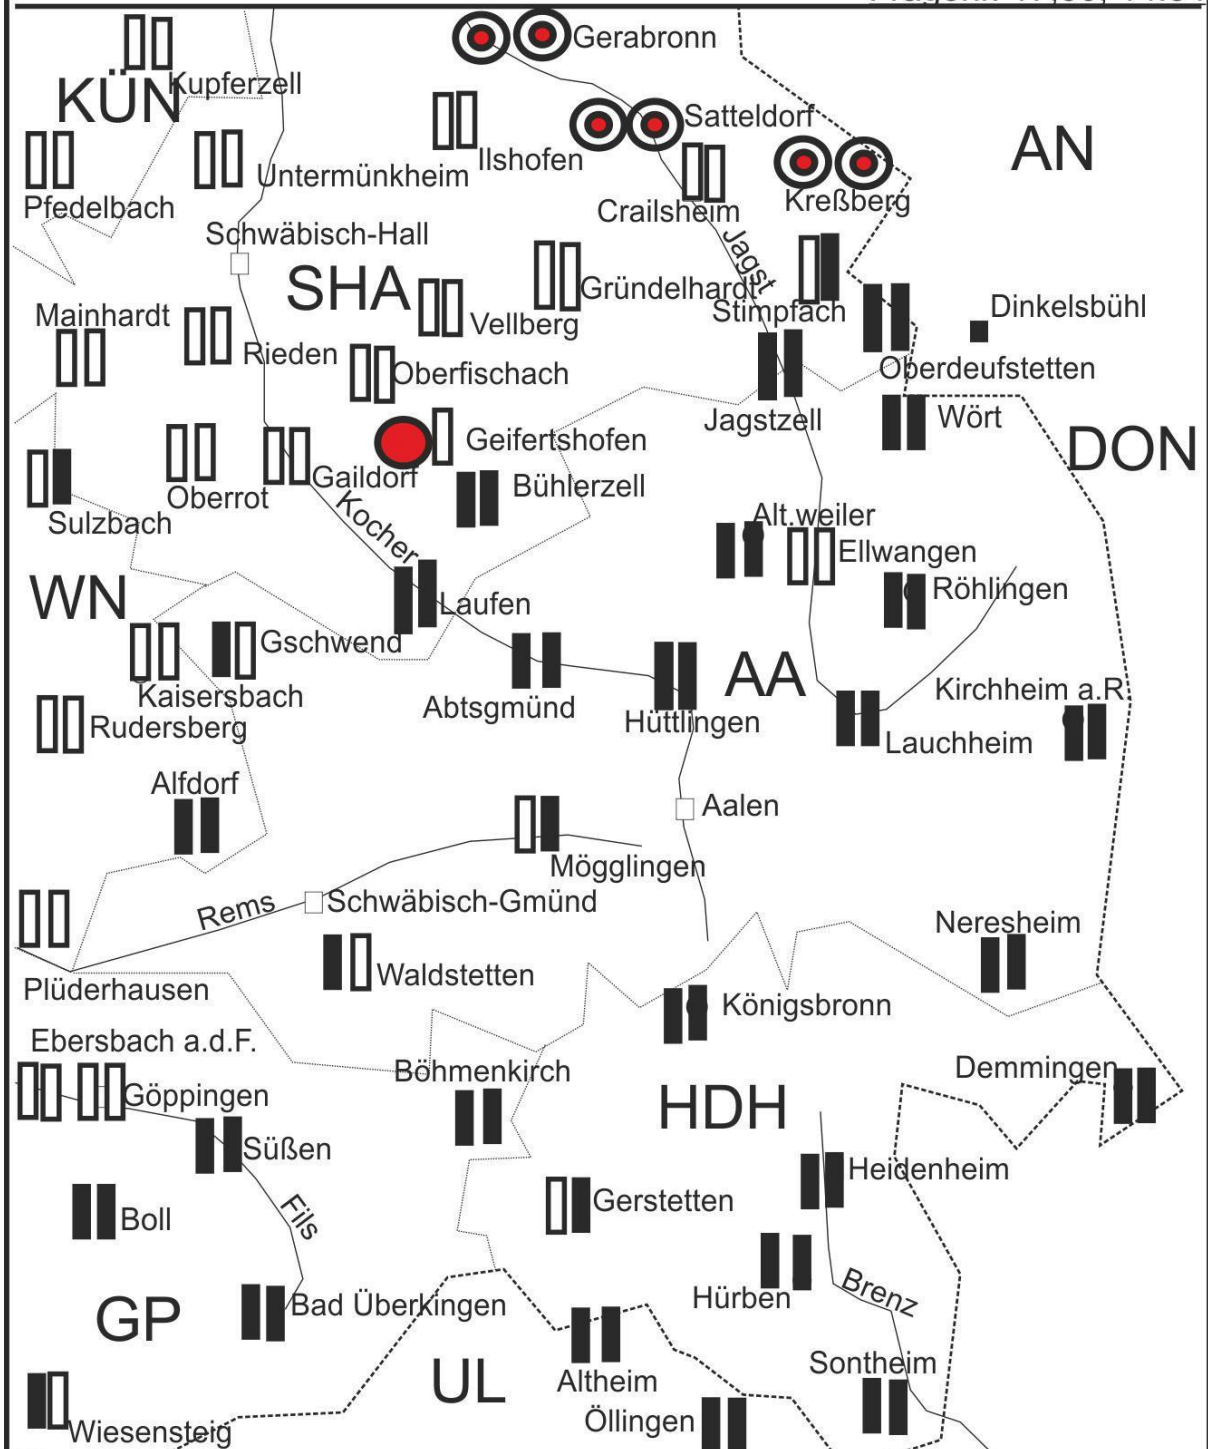 Gerabronn
Kupferzell
KÜN
Satteldorf
AN
Ilshofen
Untermünkheim
Kreßberg
Pfedelbach
Crailsheim
Schwäbisch-Hall
Jagst
SHA
Gründelhardt
Dinkelsbühl
Mainhardt
Vellberg
Stimpfach
Rieden
Oberfischach
Oberdeufstetten
Jagstzell
Wört
Geifertshofen
DON
Gaildorf
Bühlerzell
Oberrot
Sulzbach
Kocher
Alt.weiler
Ellwangen
Röhlingen
WN
Laufen
Gschwend
AA
Kaisersbach
Abtsgmünd
Kirchheim a.R.
Hüttlingen
Rudersberg
Lauchheim
Alfdorf
Aalen
Mögglingen
Rems
Schwäbisch-Gmünd
Neresheim
Waldstetten
Plüderhausen
Königsbronn
Ebersbach a.d.F.
Böhmenkirch
Demmingen
Göppingen
HDH
Süßen
Heidenheim
Gerstetten
Boll
Fils
Hürben
Brenz
Bad Überkingen
GP
Sontheim
UL
Altheim
Öllingen
Wiesensteig